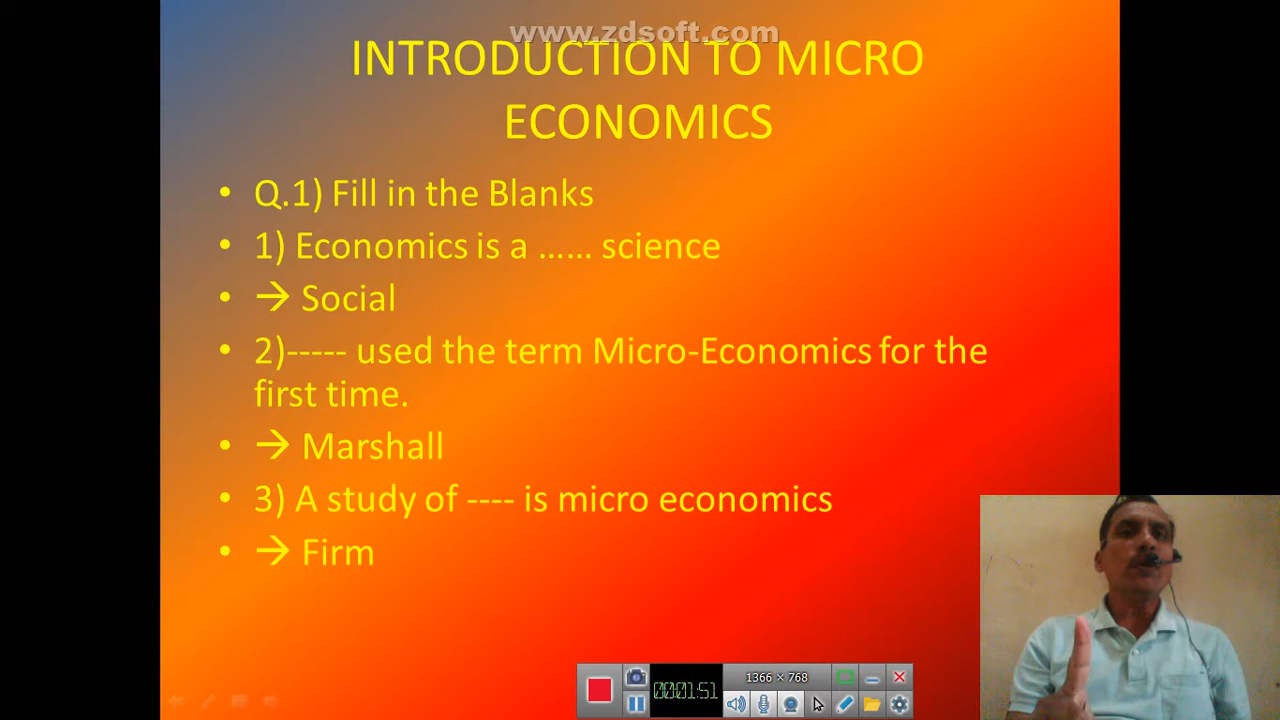 www.zdsoft.com
INTRODUCTION TO MICRO
ECONOMICS
• Q.1) Fill in the Blanks
• 1) Economics is a …… science
• → Social
• 2)----- used the term Micro-Economics for the
first time.
• → Marshall
• 3) A study of ---- is micro economics
• → Firm
000:01:51
1366 × 768